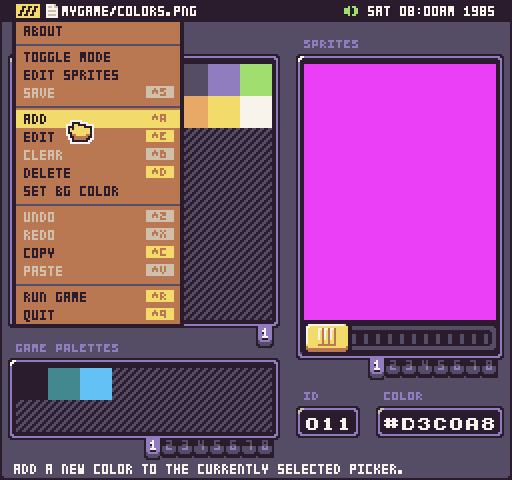 MYGAME/COLORS.PNG
SAT 08:00AM 1985
ABOUT
TOGGLE MODE
EDIT SPRITES
SAVE ^S
ADD ^A
EDIT ^E
CLEAR ^B
DELETE ^D
SET BG COLOR
UNDO ^Z
REDO ^X
COPY ^C
PASTE ^V
RUN GAME ^R
QUIT ^Q
1
SPRITES
1 2 3 4 5 6 7 8
GAME PALETTES
1 2 3 4 5 6 7 8
ID
011
COLOR
#D3C0A8
ADD A NEW COLOR TO THE CURRENTLY SELECTED PICKER.